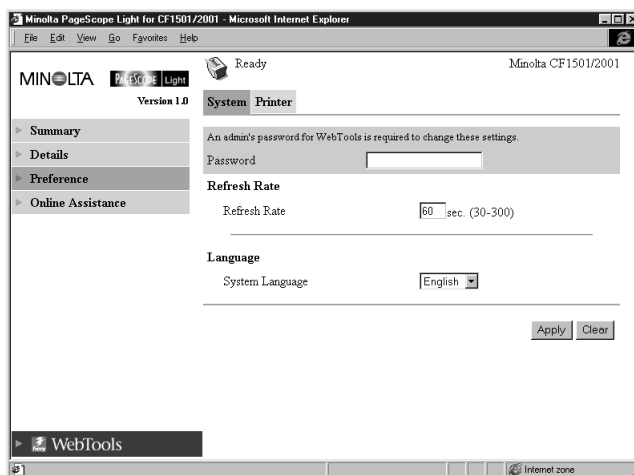 Minolta PageScope Light for CF1501/2001 - Microsoft Internet Explorer
File Edit View Go Favorites Help
MINOLTA PAGESCOPE Light
Version 1.0
Ready
Minolta CF1501/2001
System Printer
Summary
Details
Preference
Online Assistance
An admin's password for WebTools is required to change these settings.
Password
Refresh Rate
Refresh Rate 60 sec. (30-300)
Language
System Language English
Apply Clear
WebTools
Internet zone